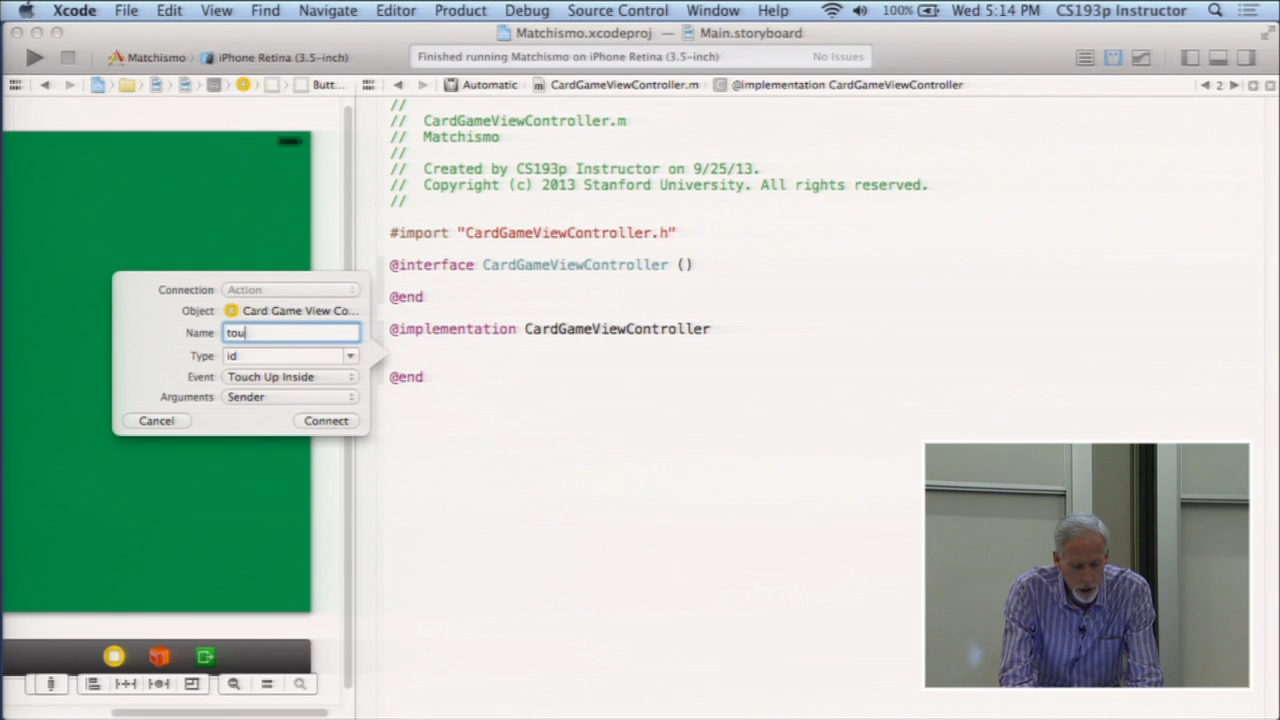 Xcode File Edit View Find Navigate Editor Product Debug Source Control Window Help 100% Wed 5:14 PM CS193p Instructor
Matchismo.xcodeproj — Main.storyboard
Matchismo iPhone Retina (3.5-inch) Finished running Matchismo on iPhone Retina (3.5-inch) No Issues
Butt... Automatic CardGameViewController.m @implementation CardGameViewController 2
//
// CardGameViewController.m
// Matchismo
//
// Created by CS193p Instructor on 9/25/13.
// Copyright (c) 2013 Stanford University. All rights reserved.
//
#import "CardGameViewController.h"
@interface CardGameViewController ()
@end
@implementation CardGameViewController
@end
Connection Action
Object Card Game View Co...
Name tou
Type id
Event Touch Up Inside
Arguments Sender
Cancel Connect